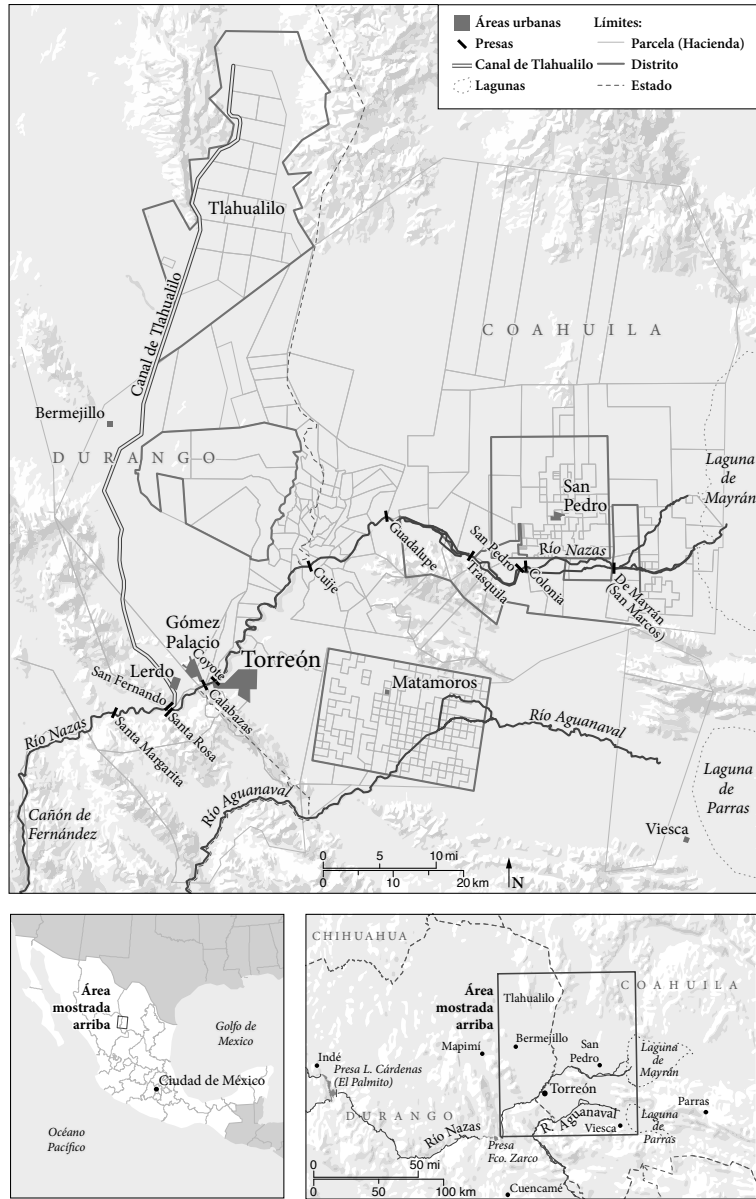 Áreas urbanas
Presas
Canal de Tlahualilo
Lagunas
Límites:
Parcela (Hacienda)
Distrito
Estado
Tlahualilo
COAHUILA
Canal de Tlahualilo
Bermejillo
DURANGO
Laguna
de
Mayrán
San
Pedro
Guadalupe
San Pedro
Río Nazas
Trasquila
Colonia
De Mayrán
(San Marcos)
Cuije
Gómez
Palacio
Coyote
Torreón
Lerdo
San Fernando
Calabazas
Matamoros
Río Nazas
Santa Rosa
Santa Margarita
Río Aguanaval
Río Aguanaval
Laguna
de
Parras
Cañón de
Fernández
Viesca
0 5 10 mi
0 10 20 km
N
Área
mostrada
arriba
Golfo de
Mexico
Ciudad de México
Océano
Pacífico
CHIHUAHUA
COAHUILA
Área
mostrada
arriba
Tlahualilo
Bermejillo
Mapimí
San
Pedro
Laguna de
Mayrán
Indé
Presa L. Cárdenas
(El Palmito)
Torreón
Parras
DURANGO
R. Aguanaval
Viesca
Laguna
de
Parras
Río Nazas
Presa
Fco. Zarco
Cuencamé
0 50 mi
0 50 100 km